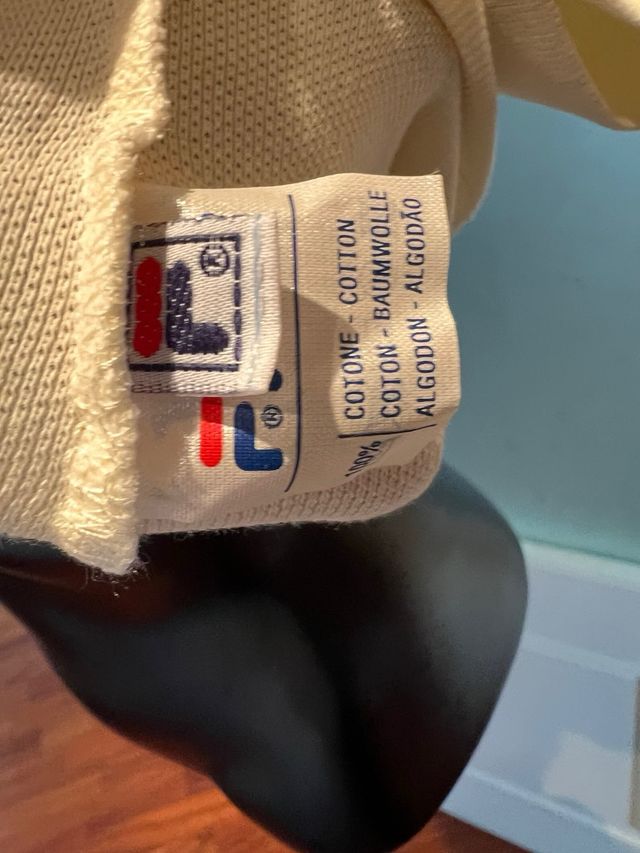 F®
F®
100% COTONE - COTTON
COTON - BAUMWOLLE
ALGODON - ALGODÃO